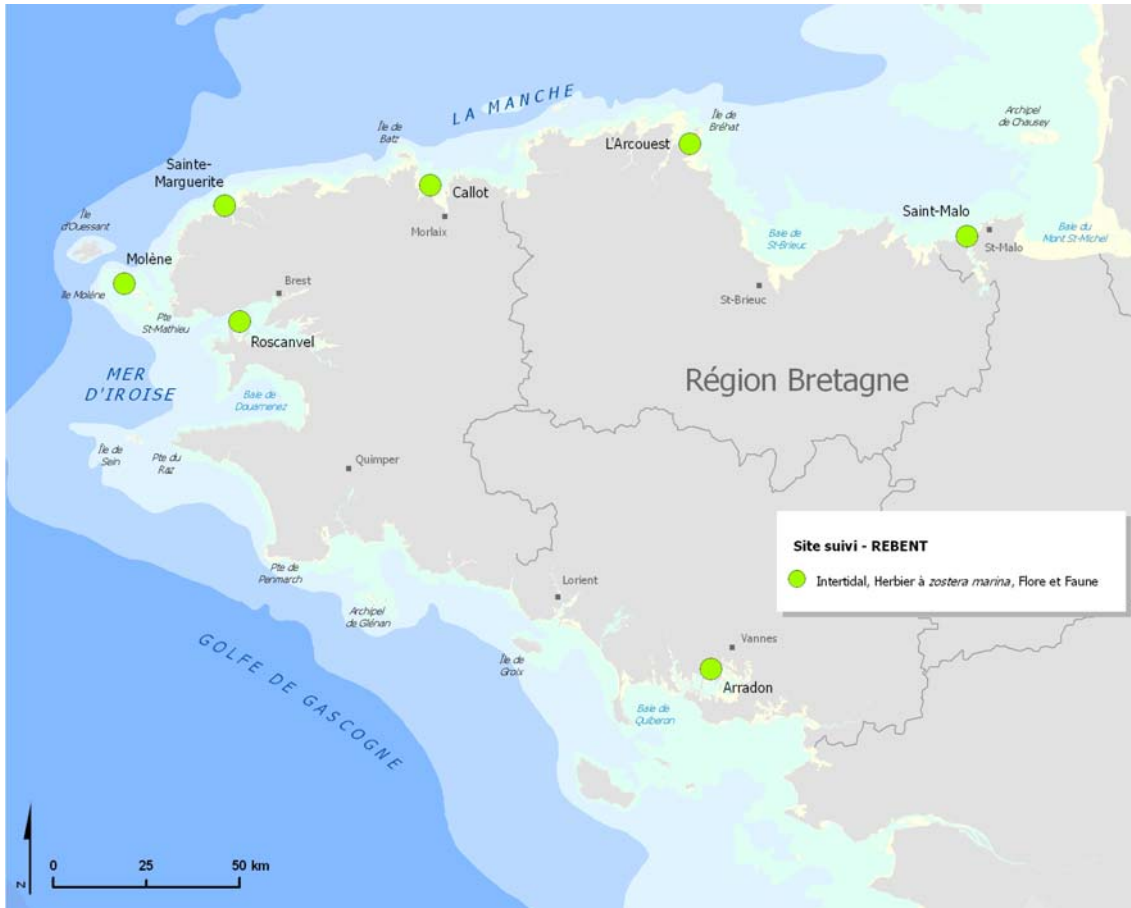 LA MANCHE
Île de
Batz
Île de
Bréhat
Archipel
de Chausey
L'Arcouest
Sainte-
Marguerite
Callot
Morlaix
Île
d'Ouessant
Saint-Malo
St-Malo
Baie de
St-Brieuc
Baie du
Mont St-Michel
Molène
Ile Molène
Brest
St-Brieuc
Pte
St-Mathieu
Roscanvel
MER
D'IROISE
Baie de
Douarnenez
Région Bretagne
Île de
Sein
Pte du
Raz
Quimper
Site suivi - REBENT
Intertidal, Herbier à zostera marina, Flore et Faune
Pte de
Penmarch
Lorient
Archipel
de Glénan
Vannes
Île de
Groix
Arradon
Baie de
Quiberon
GOLFE DE GASCOGNE
N
0 25 50 km